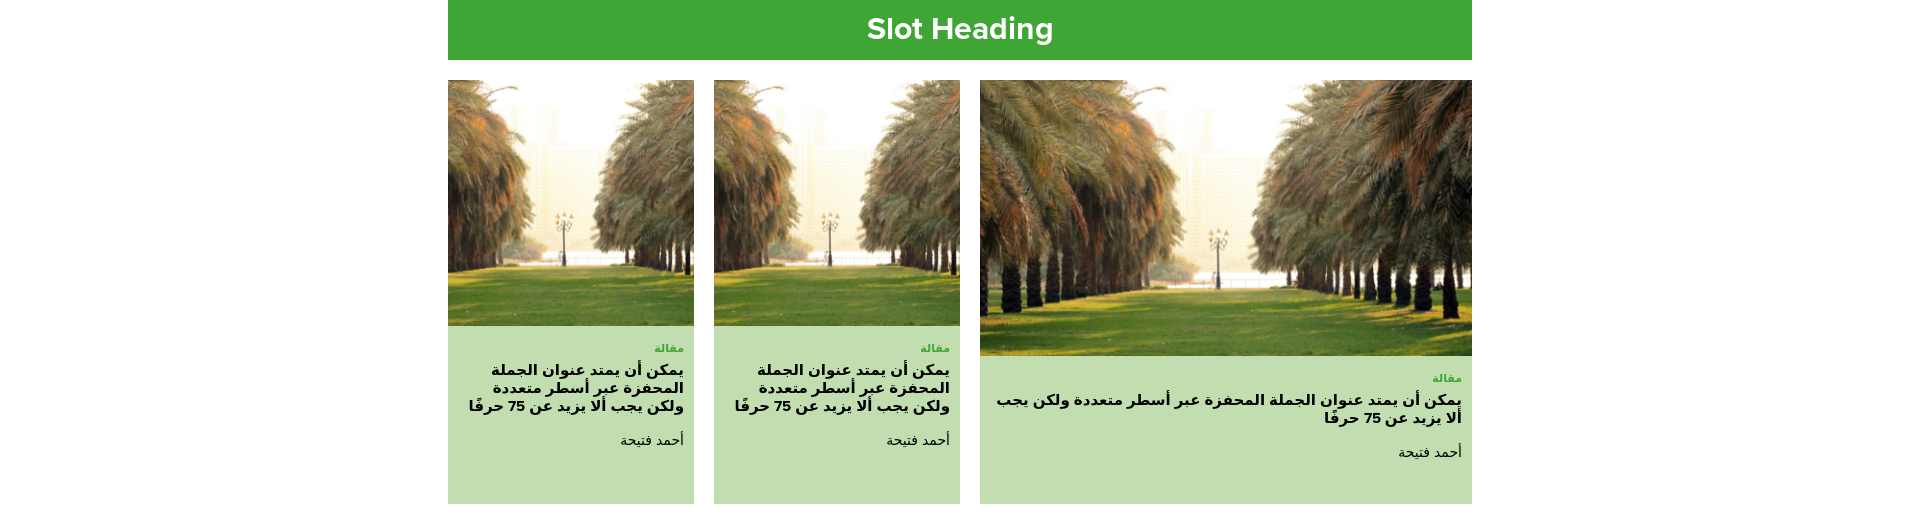 Slot Heading
مقالة
يمكن أن يمتد عنوان الجملة المحفزة عبر أسطر متعددة ولكن يجب
ألا يزيد عن 75 حرفًا
أحمد فتيحة
مقالة
يمكن أن يمتد عنوان الجملة
المحفزة عبر أسطر متعددة
ولكن يجب ألا يزيد عن 75 حرفًا
أحمد فتيحة
مقالة
يمكن أن يمتد عنوان الجملة
المحفزة عبر أسطر متعددة
ولكن يجب ألا يزيد عن 75 حرفًا
أحمد فتيحة